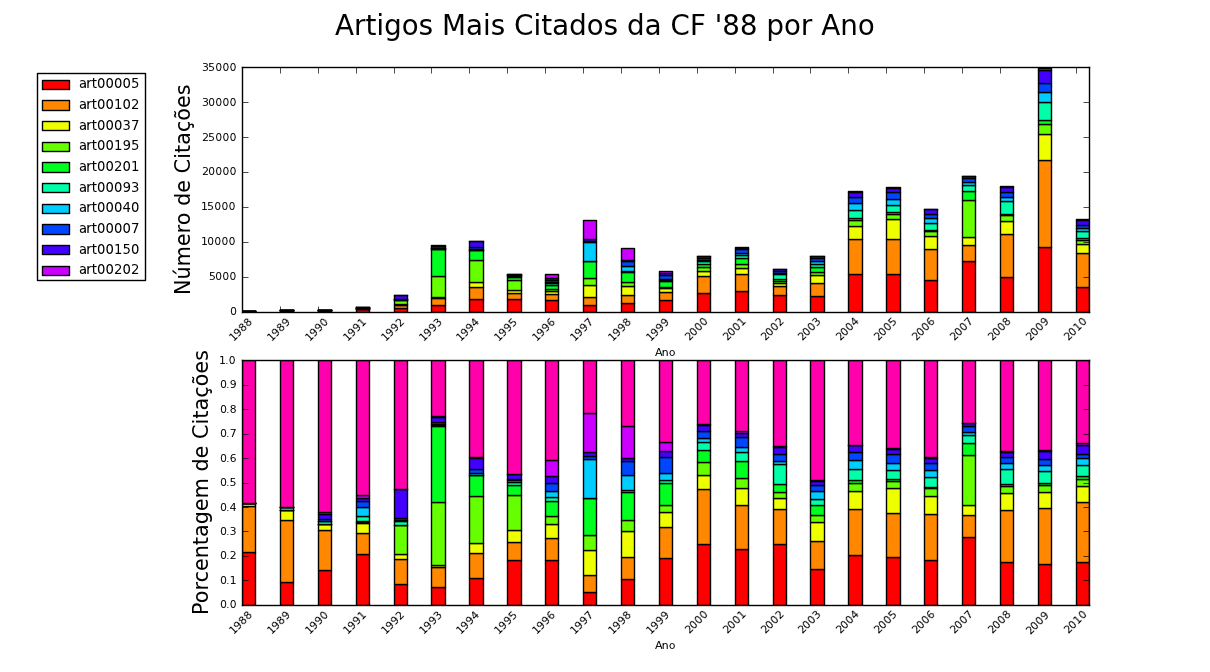 Artigos Mais Citados da CF '88 por Ano
art00005
art00102
art00037
art00195
art00201
art00093
art00040
art00007
art00150
art00202
Número de Citações
35000
30000
25000
20000
15000
10000
5000
0
1988 1989 1990 1991 1992 1993 1994 1995 1996 1997 1998 1999 2000 2001 2002 2003 2004 2005 2006 2007 2008 2009 2010
Ano
Porcentagem de Citações
1.0
0.9
0.8
0.7
0.6
0.5
0.4
0.3
0.2
0.1
0.0
1988 1989 1990 1991 1992 1993 1994 1995 1996 1997 1998 1999 2000 2001 2002 2003 2004 2005 2006 2007 2008 2009 2010
Ano